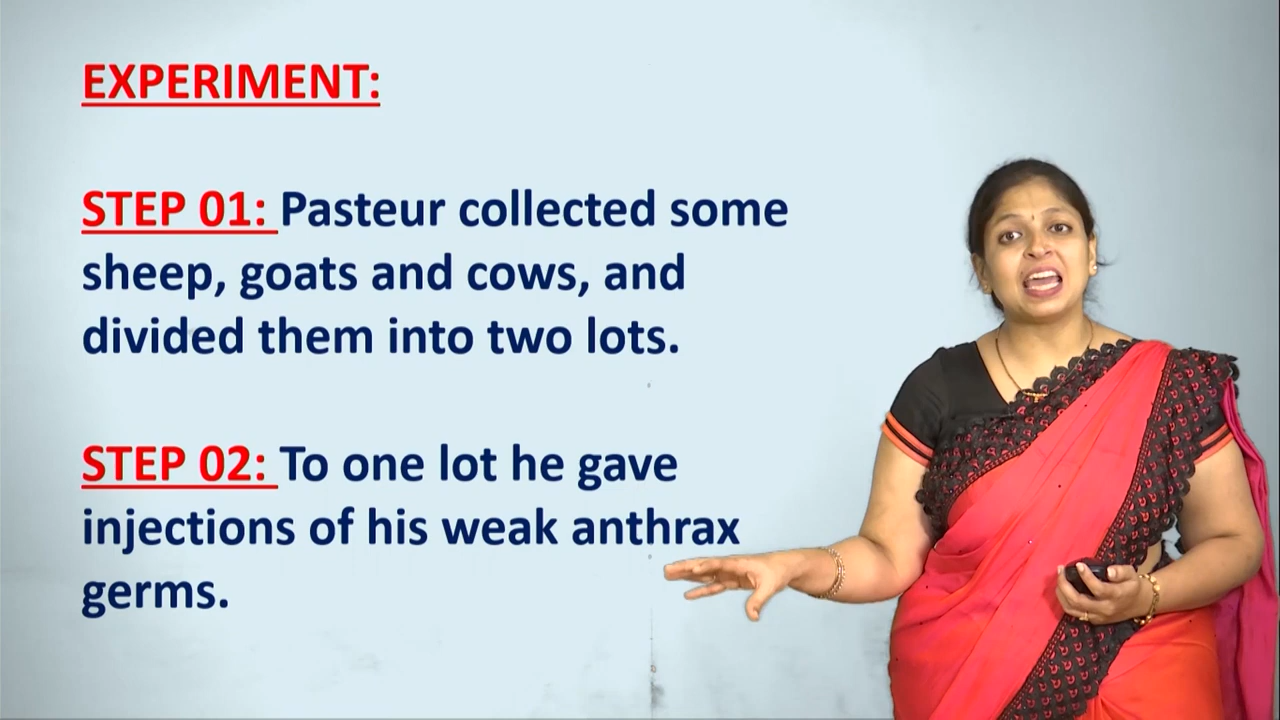 EXPERIMENT:
STEP 01: Pasteur collected some
sheep, goats and cows, and
divided them into two lots.
STEP 02: To one lot he gave
injections of his weak anthrax
germs.